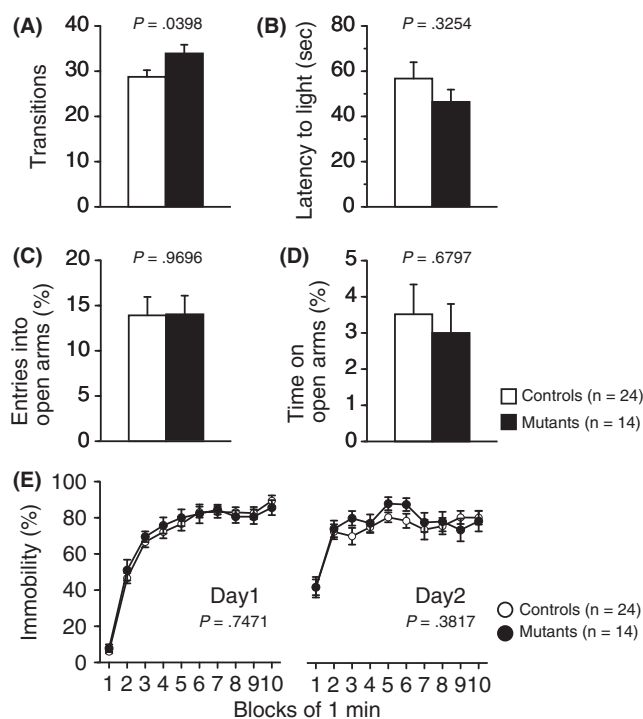 (A)
P = .0398
Transitions
40
30
20
10
0
(B)
P = .3254
Latency to light (sec)
80
60
40
20
0
(C)
P = .9696
Entries into
open arms (%)
20
15
10
5
0
(D)
P = .6797
Time on
open arms (%)
5
4
3
2
1
0
Controls (n = 24)
Mutants (n = 14)
(E)
Immobility (%)
100
80
60
40
20
0
Day1
P = .7471
Day2
P = .3817
Controls (n = 24)
Mutants (n = 14)
1 2 3 4 5 6 7 8 9 10
1 2 3 4 5 6 7 8 9 10
Blocks of 1 min